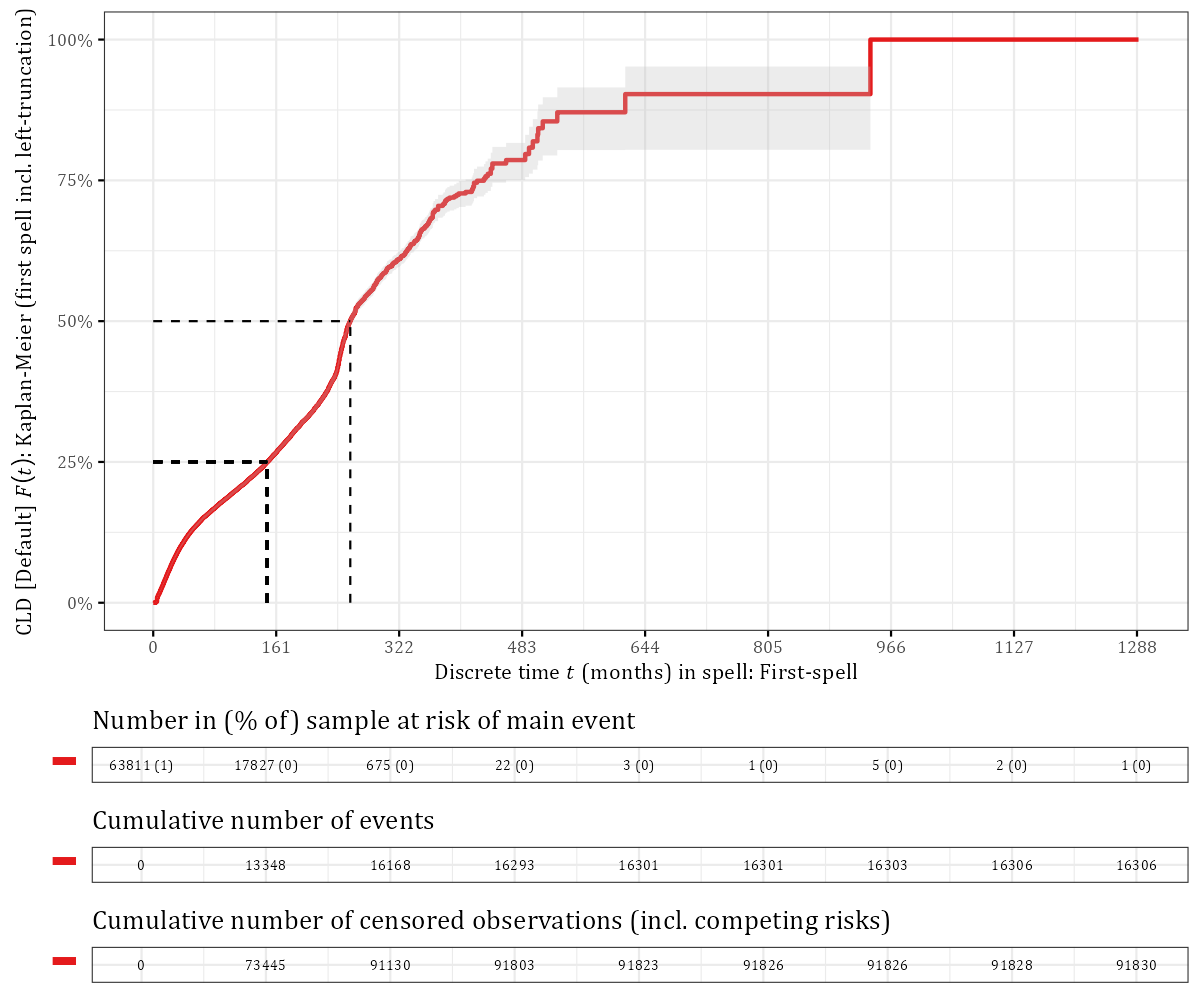 CLD [Default] F(t): Kaplan-Meier (first spell incl. left-truncation)
100%
75%
50%
25%
0%
0 161 322 483 644 805 966 1127 1288
Discrete time t (months) in spell: First-spell
Number in (% of) sample at risk of main event
63811 (1) 17827 (0) 675 (0) 22 (0) 3 (0) 1 (0) 5 (0) 2 (0) 1 (0)
Cumulative number of events
0 13348 16168 16293 16301 16301 16303 16306 16306
Cumulative number of censored observations (incl. competing risks)
0 73445 91130 91803 91823 91826 91826 91828 91830